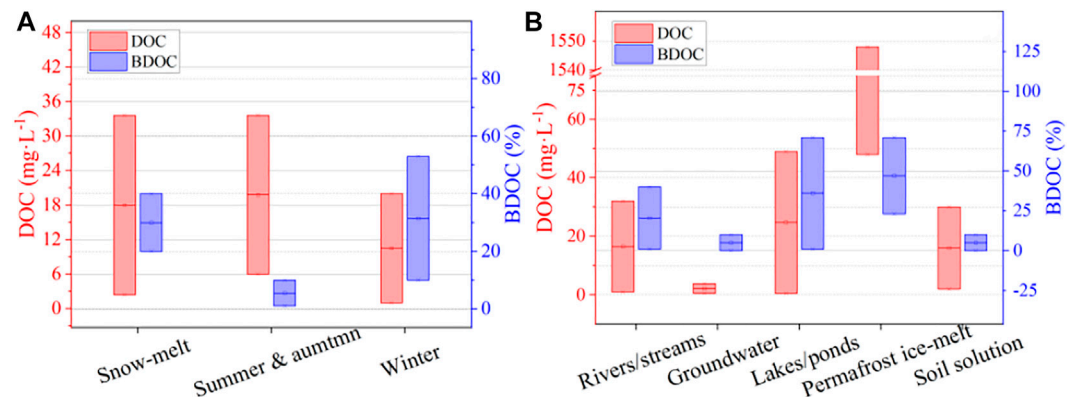 A
DOC
BDOC
DOC (mg·L⁻¹)
48
42
36
30
24
18
12
6
0
BDOC (%)
80
60
40
20
0
Snow-melt
Summer & aumtmn
Winter
B
DOC
BDOC
DOC (mg·L⁻¹)
1550
1540
75
60
40
20
0
BDOC (%)
125
100
75
50
25
0
-25
Rivers/streams
Groundwater
Lakes/ponds
Permafrost ice-melt
Soil solution